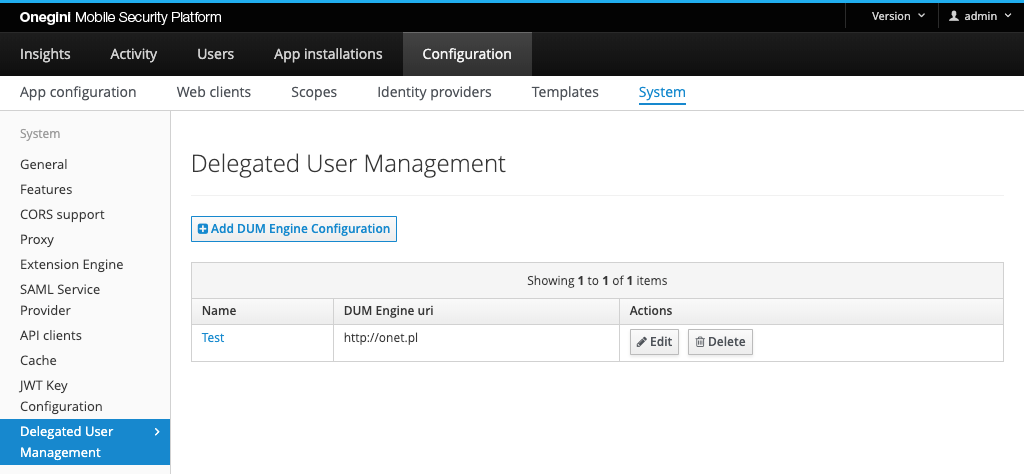 Onegini Mobile Security Platform Version admin
Insights Activity Users App installations Configuration
App configuration Web clients Scopes Identity providers Templates System
System
General
Features
CORS support
Proxy
Extension Engine
SAML Service
Provider
API clients
Cache
JWT Key
Configuration
Delegated User
Management
Delegated User Management
Add DUM Engine Configuration
Showing 1 to 1 of 1 items
Name DUM Engine uri Actions
Test http://onet.pl Edit Delete